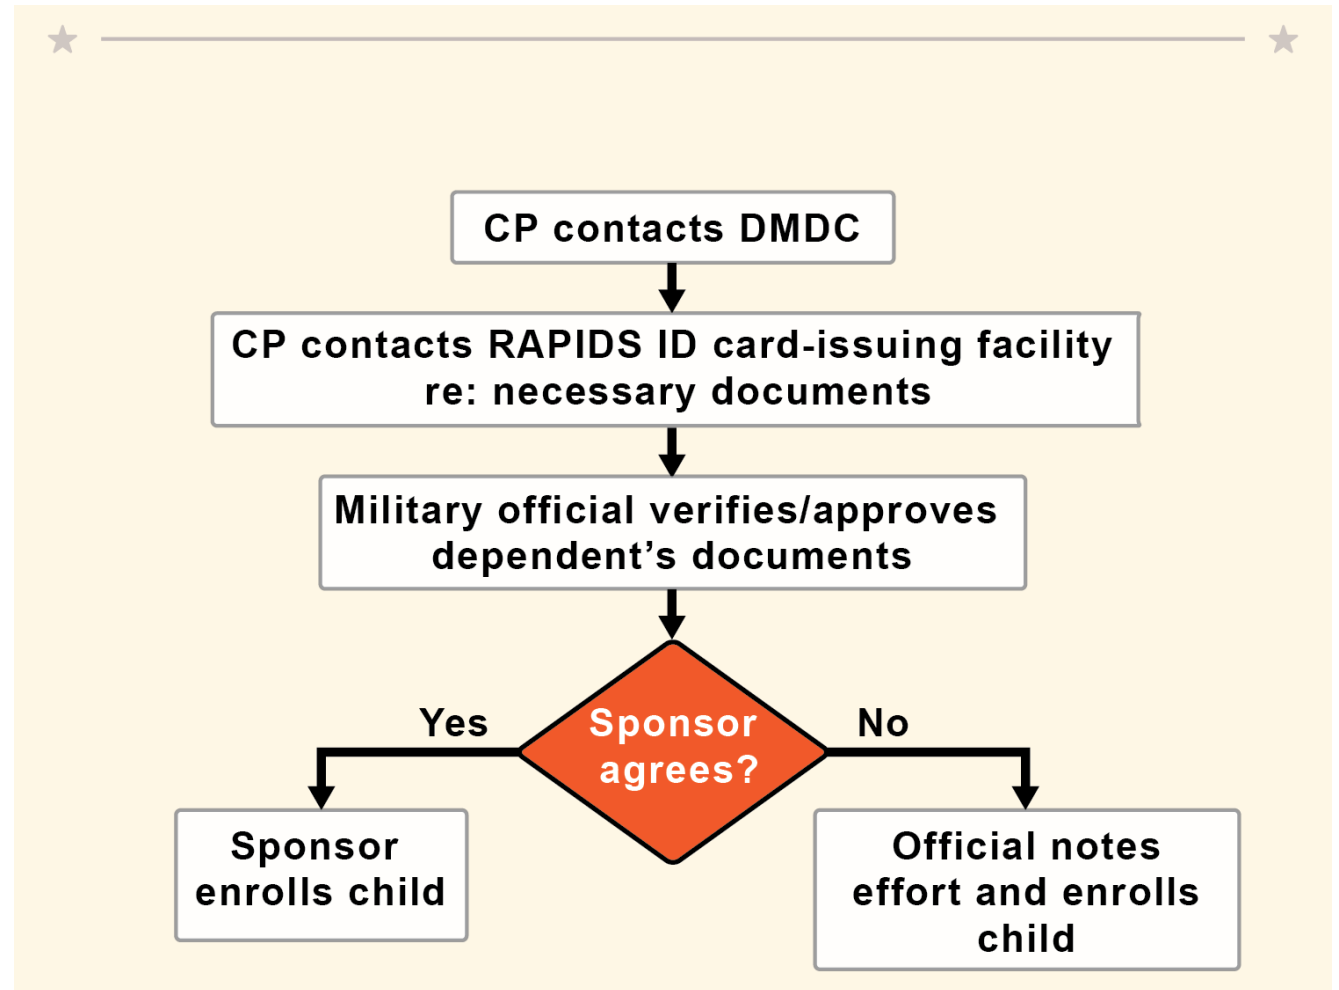 CP contacts DMDC
CP contacts RAPIDS ID card-issuing facility
re: necessary documents
Military official verifies/approves
dependent’s documents
Sponsor
agrees?
Yes
No
Sponsor
enrolls child
Official notes
effort and enrolls
child